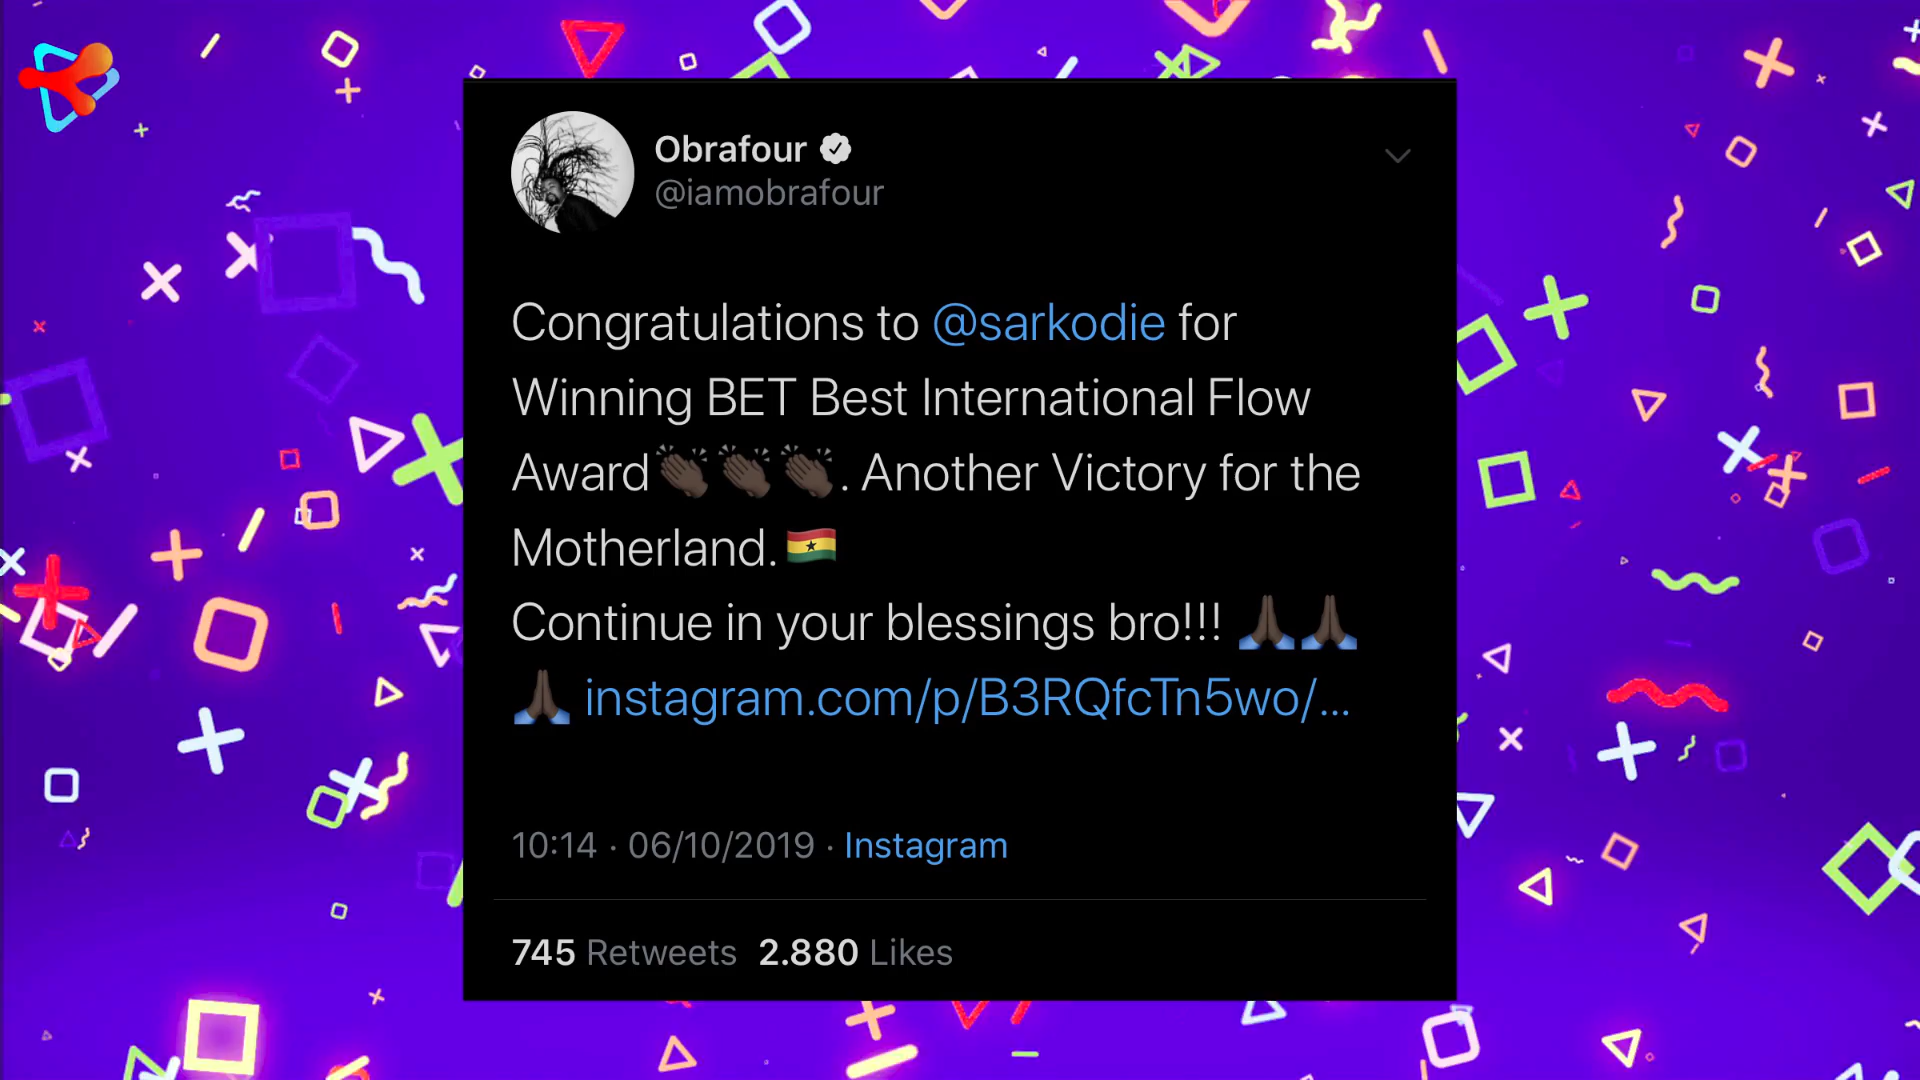 Obrafour
@iamobrafour
Congratulations to @sarkodie for
Winning BET Best International Flow
Award👏🏿👏🏿👏🏿. Another Victory for the
Motherland.🇬🇭
Continue in your blessings bro!!! 🙏🏿🙏🏿
🙏🏿 instagram.com/p/B3RQfcTn5wo/...
10:14 · 06/10/2019 · Instagram
745 Retweets 2.880 Likes